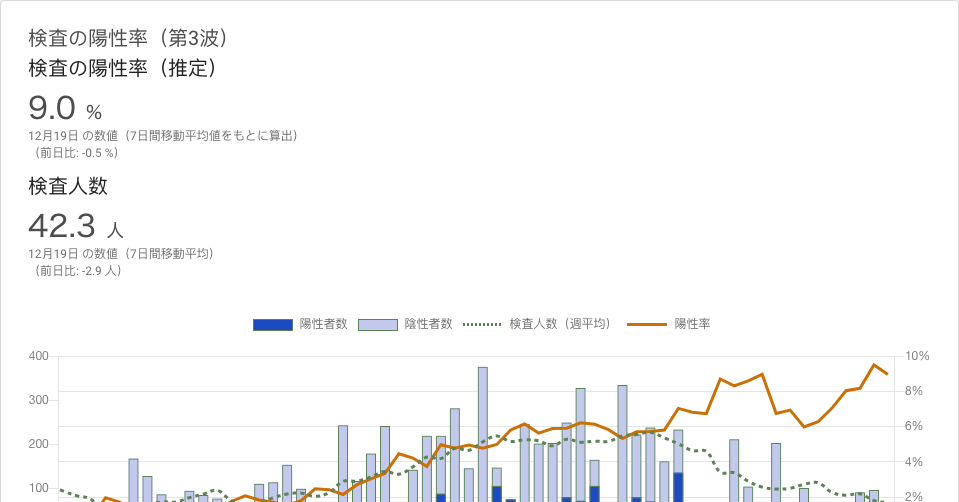 検査の陽性率（第3波）
検査の陽性率（推定）
9.0 %
12月19日 の数値（7日間移動平均値をもとに算出）
（前日比: -0.5 %）
検査人数
42.3 人
12月19日 の数値（7日間移動平均）
（前日比: -2.9 人）
陽性者数 陰性者数 検査人数（週平均） 陽性率
400 10%
8%
300
6%
200
4%
100
2%